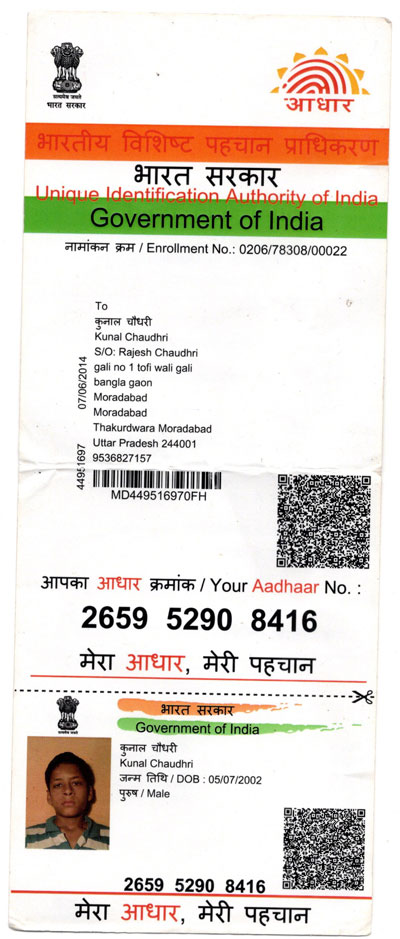 सत्यमेव जयते
भारत सरकार
आधार
भारतीय विशिष्ट पहचान प्राधिकरण
भारत सरकार
Unique Identification Authority of India
Government of India
नामांकन क्रम / Enrollment No.: 0206/78308/00022
To
कुनाल चौधरी
Kunal Chaudhri
S/O: Rajesh Chaudhri
gali no 1 tofi wali gali
bangla gaon
Moradabad
Moradabad
Thakurdwara Moradabad
Uttar Pradesh 244001
9536827157
44951697 07/06/2014
MD449516970FH
आपका आधार क्रमांक / Your Aadhaar No. :
2659 5290 8416
मेरा आधार, मेरी पहचान
भारत सरकार
Government of India
कुनाल चौधरी
Kunal Chaudhri
जन्म तिथि / DOB : 05/07/2002
पुरुष / Male
2659 5290 8416
मेरा आधार, मेरी पहचान